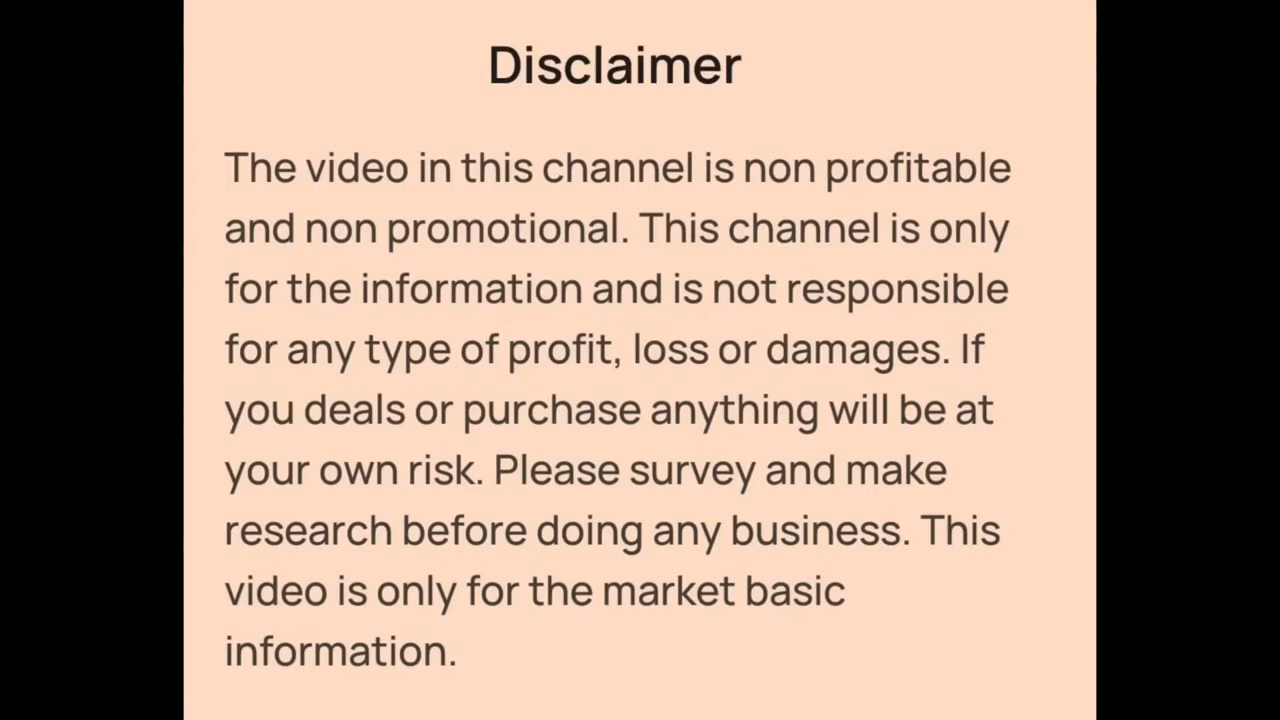 Disclaimer
The video in this channel is non profitable
and non promotional. This channel is only
for the information and is not responsible
for any type of profit, loss or damages. If
you deals or purchase anything will be at
your own risk. Please survey and make
research before doing any business. This
video is only for the market basic
information.